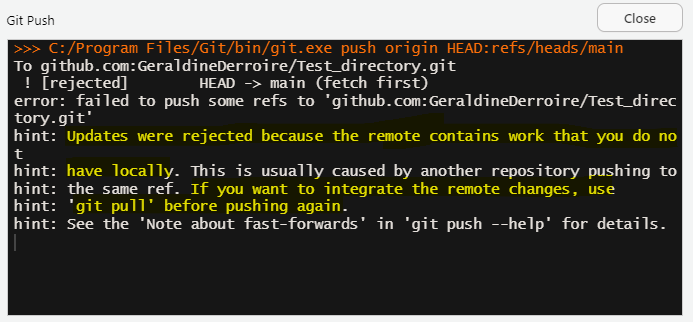 Git Push
Close
>>> C:/Program Files/Git/bin/git.exe push origin HEAD:refs/heads/main
To github.com:GeraldineDerroire/Test_directory.git
 ! [rejected]        HEAD -> main (fetch first)
error: failed to push some refs to 'github.com:GeraldineDerroire/Test_direc
tory.git'
hint: Updates were rejected because the remote contains work that you do no
t
hint: have locally. This is usually caused by another repository pushing to
hint: the same ref. If you want to integrate the remote changes, use
hint: 'git pull' before pushing again.
hint: See the 'Note about fast-forwards' in 'git push --help' for details.